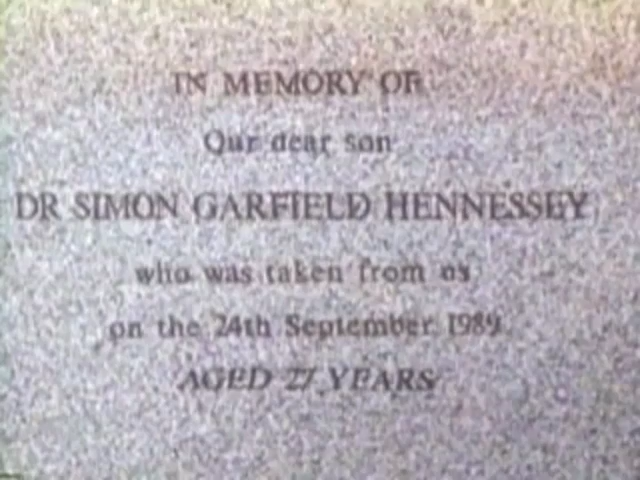 IN MEMORY OF
Our dear son
DR SIMON GARFIELD HENNESSEY
who was taken from us
on the 24th September 1989
AGED 27 YEARS